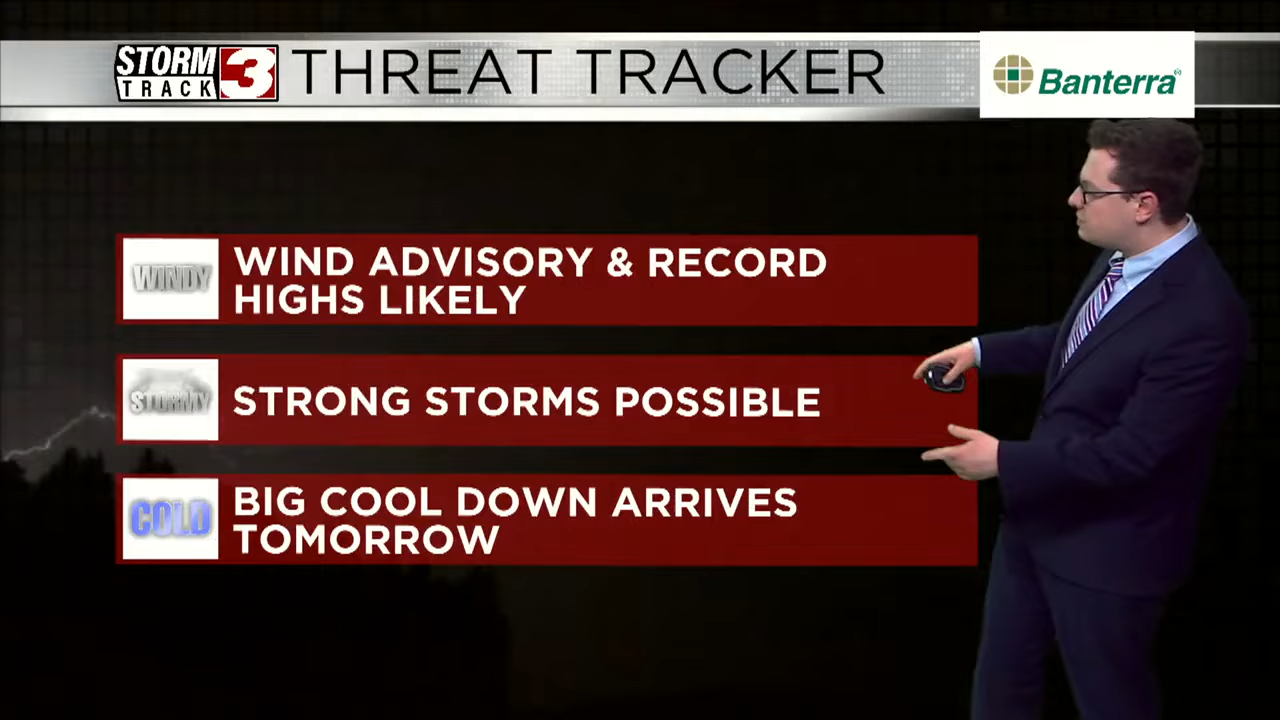 STORM
TRACK 3
THREAT TRACKER
Banterra®
WINDY
WIND ADVISORY & RECORD
HIGHS LIKELY
STORMY
STRONG STORMS POSSIBLE
COLD
BIG COOL DOWN ARRIVES
TOMORROW